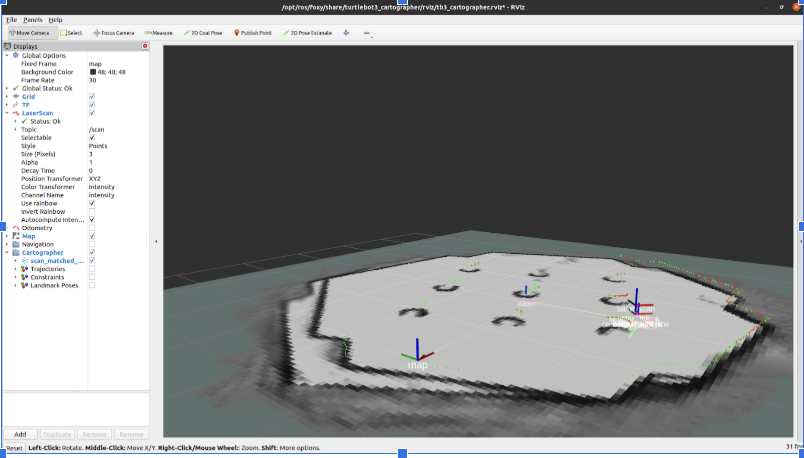 /opt/ros/foxy/share/turtlebot3_cartographer/rviz/tb3_cartographer.rviz* - RViz
File Panels Help
Move Camera Select Focus Camera Measure 2D Goal Pose Publish Point 2D Pose Estimate
Displays
Global Options
Fixed Frame map
Background Color 48; 48; 48
Frame Rate 30
Global Status: Ok
Grid
TF
LaserScan
Status: Ok
Topic /scan
Selectable
Style Points
Size (Pixels) 3
Alpha 1
Decay Time 0
Position Transformer XYZ
Color Transformer Intensity
Channel Name intensity
Use rainbow
Invert Rainbow
Autocompute Inten...
Odometry
Map
Navigation
Cartographer
scan_matched_...
Trajectories
Constraints
Landmark Poses
map
Add Duplicate Remove Rename
Reset Left-Click: Rotate. Middle-Click: Move X/Y. Right-Click/Mouse Wheel: Zoom. Shift: More options.
31